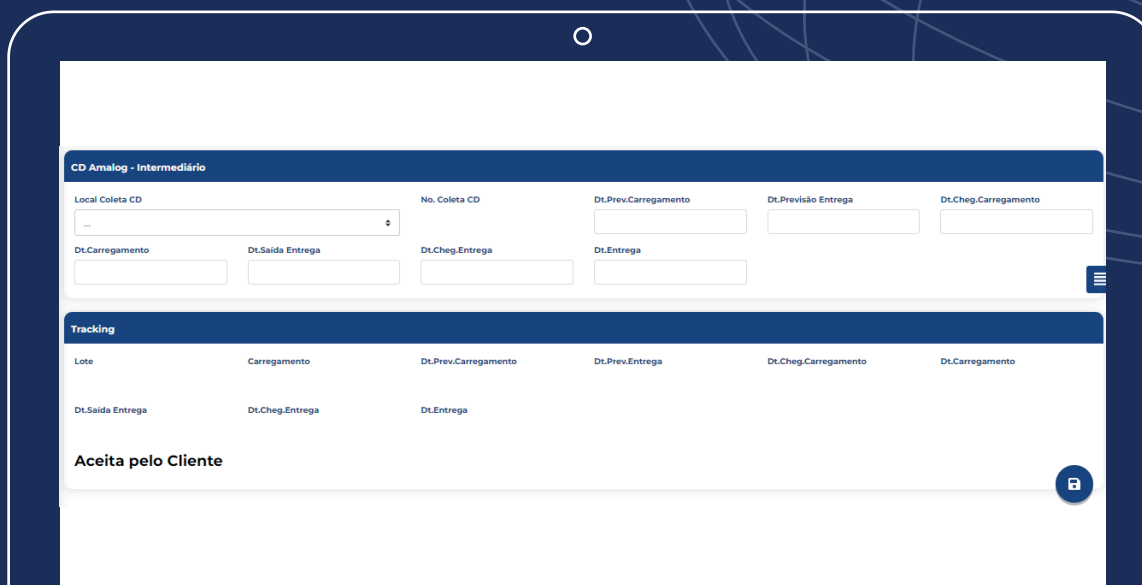 CD Amalog - Intermediário
Local Coleta CD No. Coleta CD Dt.Prev.Carregamento Dt.Previsão Entrega Dt.Cheg.Carregamento
...
Dt.Carregamento Dt.Saída Entrega Dt.Cheg.Entrega Dt.Entrega
Tracking
Lote Carregamento Dt.Prev.Carregamento Dt.Prev.Entrega Dt.Cheg.Carregamento Dt.Carregamento
Dt.Saída Entrega Dt.Cheg.Entrega Dt.Entrega
Aceita pelo Cliente